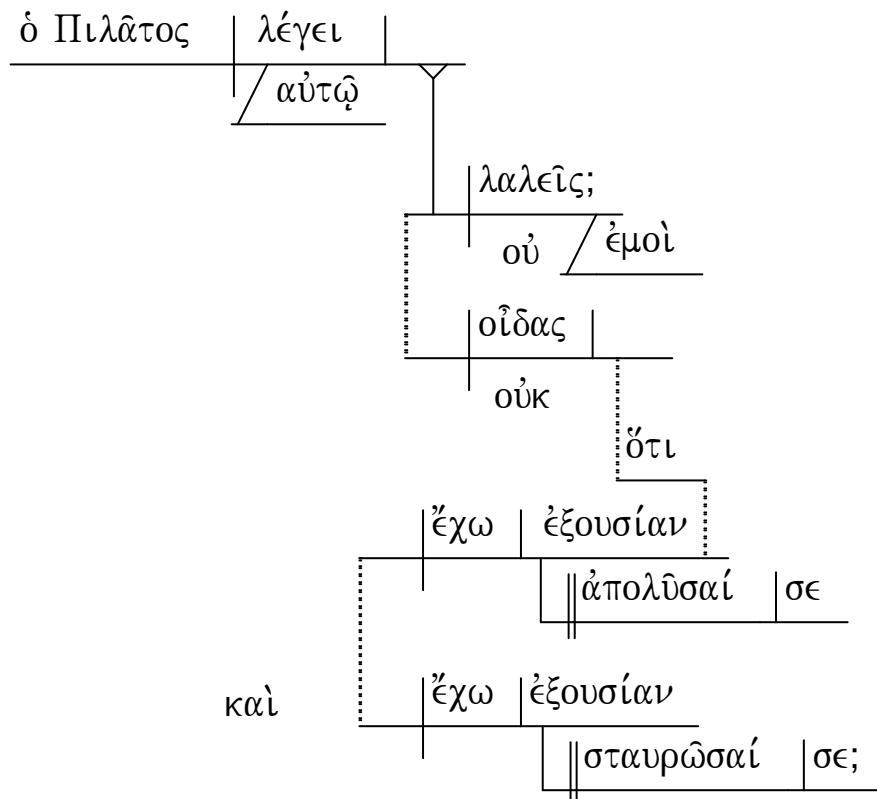 ὁ Πιλᾶτος λέγει
αὐτῷ
λαλεῖς;
οὐ ἐμοὶ
οἶδας
οὐκ
ὅτι
ἔχω ἐξουσίαν
ἀπολῦσαί σε
καὶ ἔχω ἐξουσίαν
σταυρῶσαί σε;